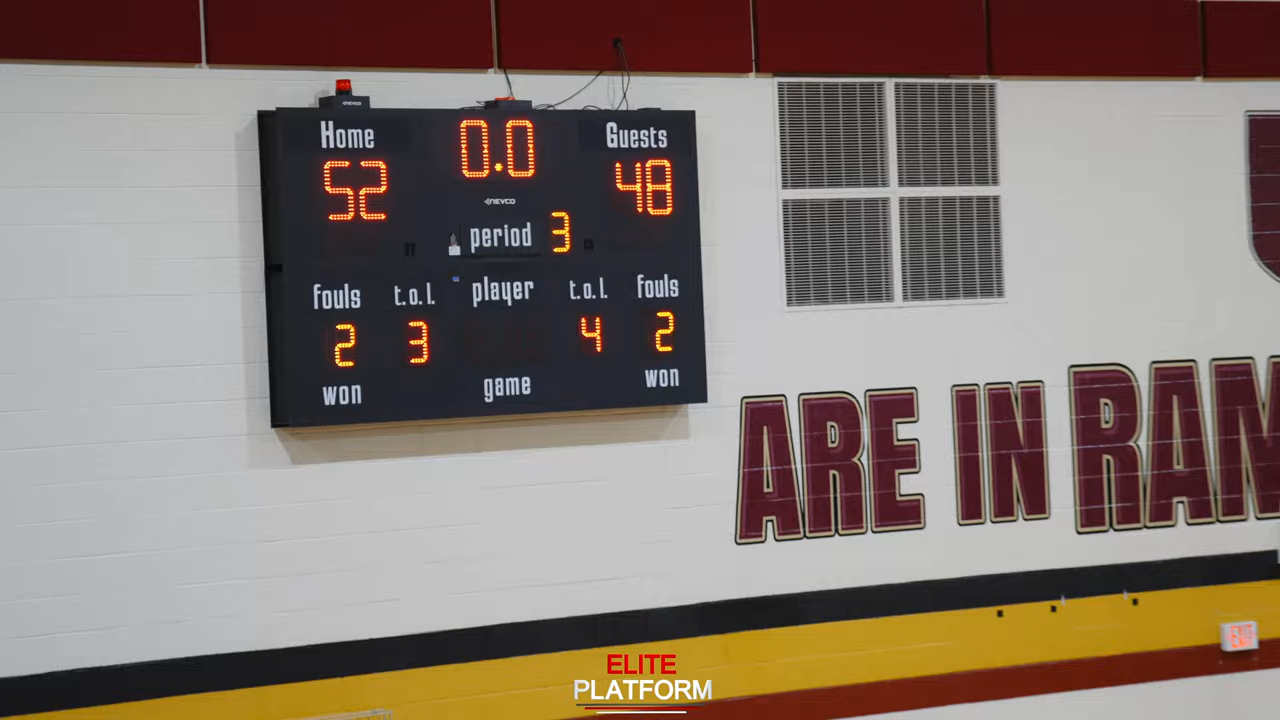 NEVCO
Home 0.0 Guests
52 48
NEVCO
period 3
fouls t.o.l. player t.o.l. fouls
2 3 4 2
won game won
ARE IN RAM
EXIT
ELITE
PLATFORM